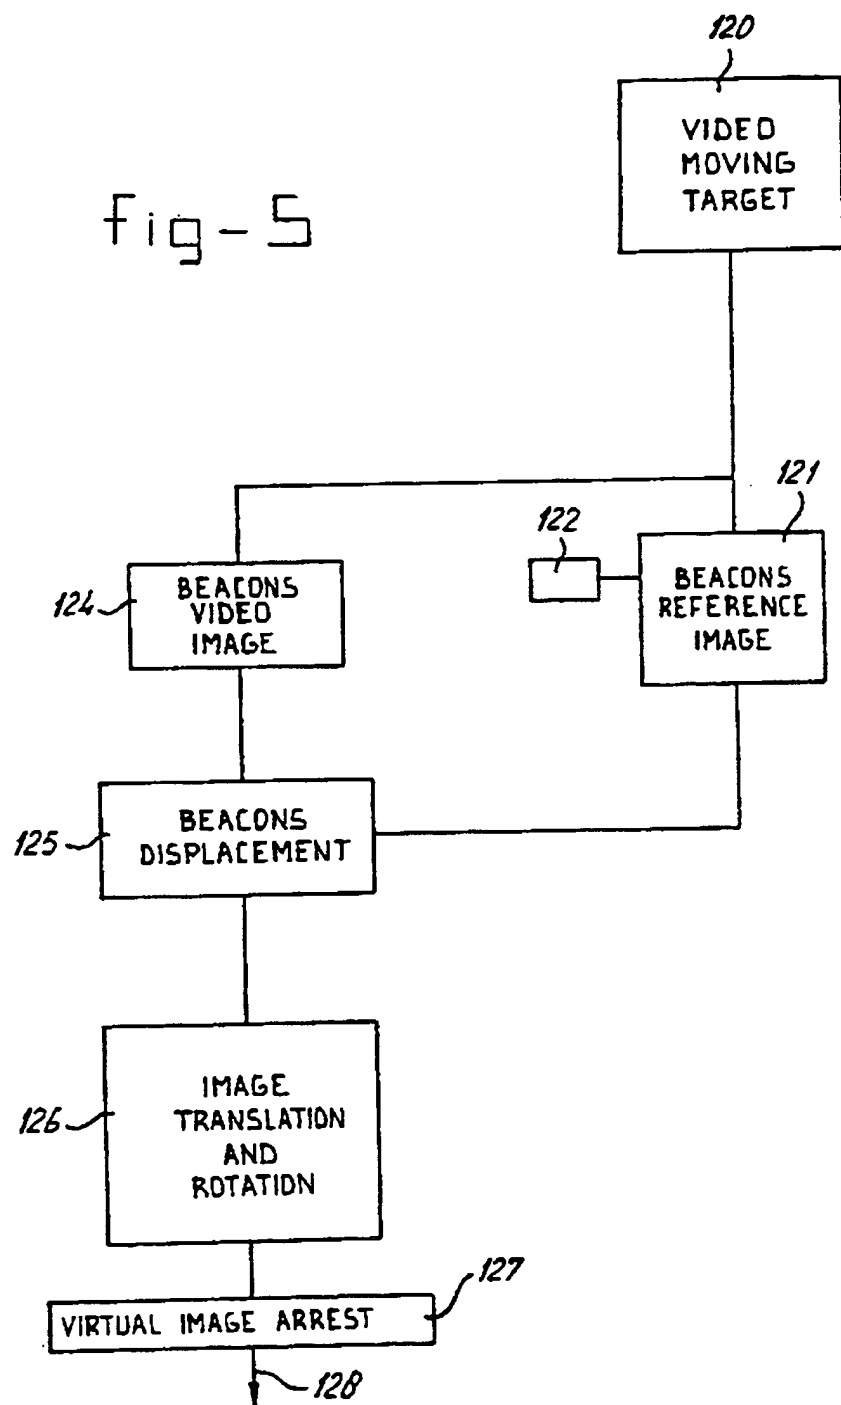 120
VIDEO
MOVING
TARGET
fig-5
121
122
BEACONS
REFERENCE
IMAGE
124
BEACONS
VIDEO
IMAGE
125
BEACONS
DISPLACEMENT
126
IMAGE
TRANSLATION
AND
ROTATION
127
VIRTUAL IMAGE ARREST
128